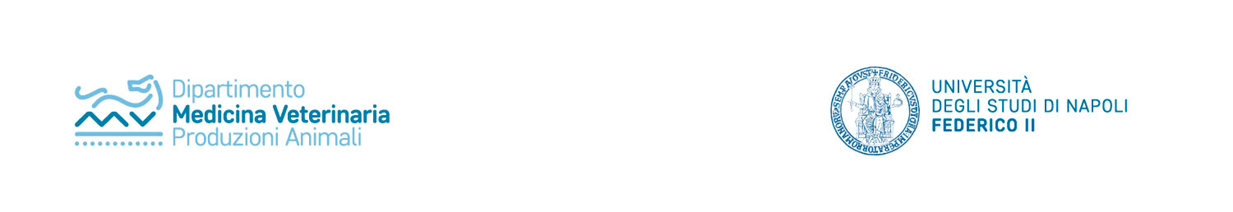 Dipartimento
Medicina Veterinaria
Produzioni Animali
UNIVERSITÀ
DEGLI STUDI DI NAPOLI
FEDERICO II